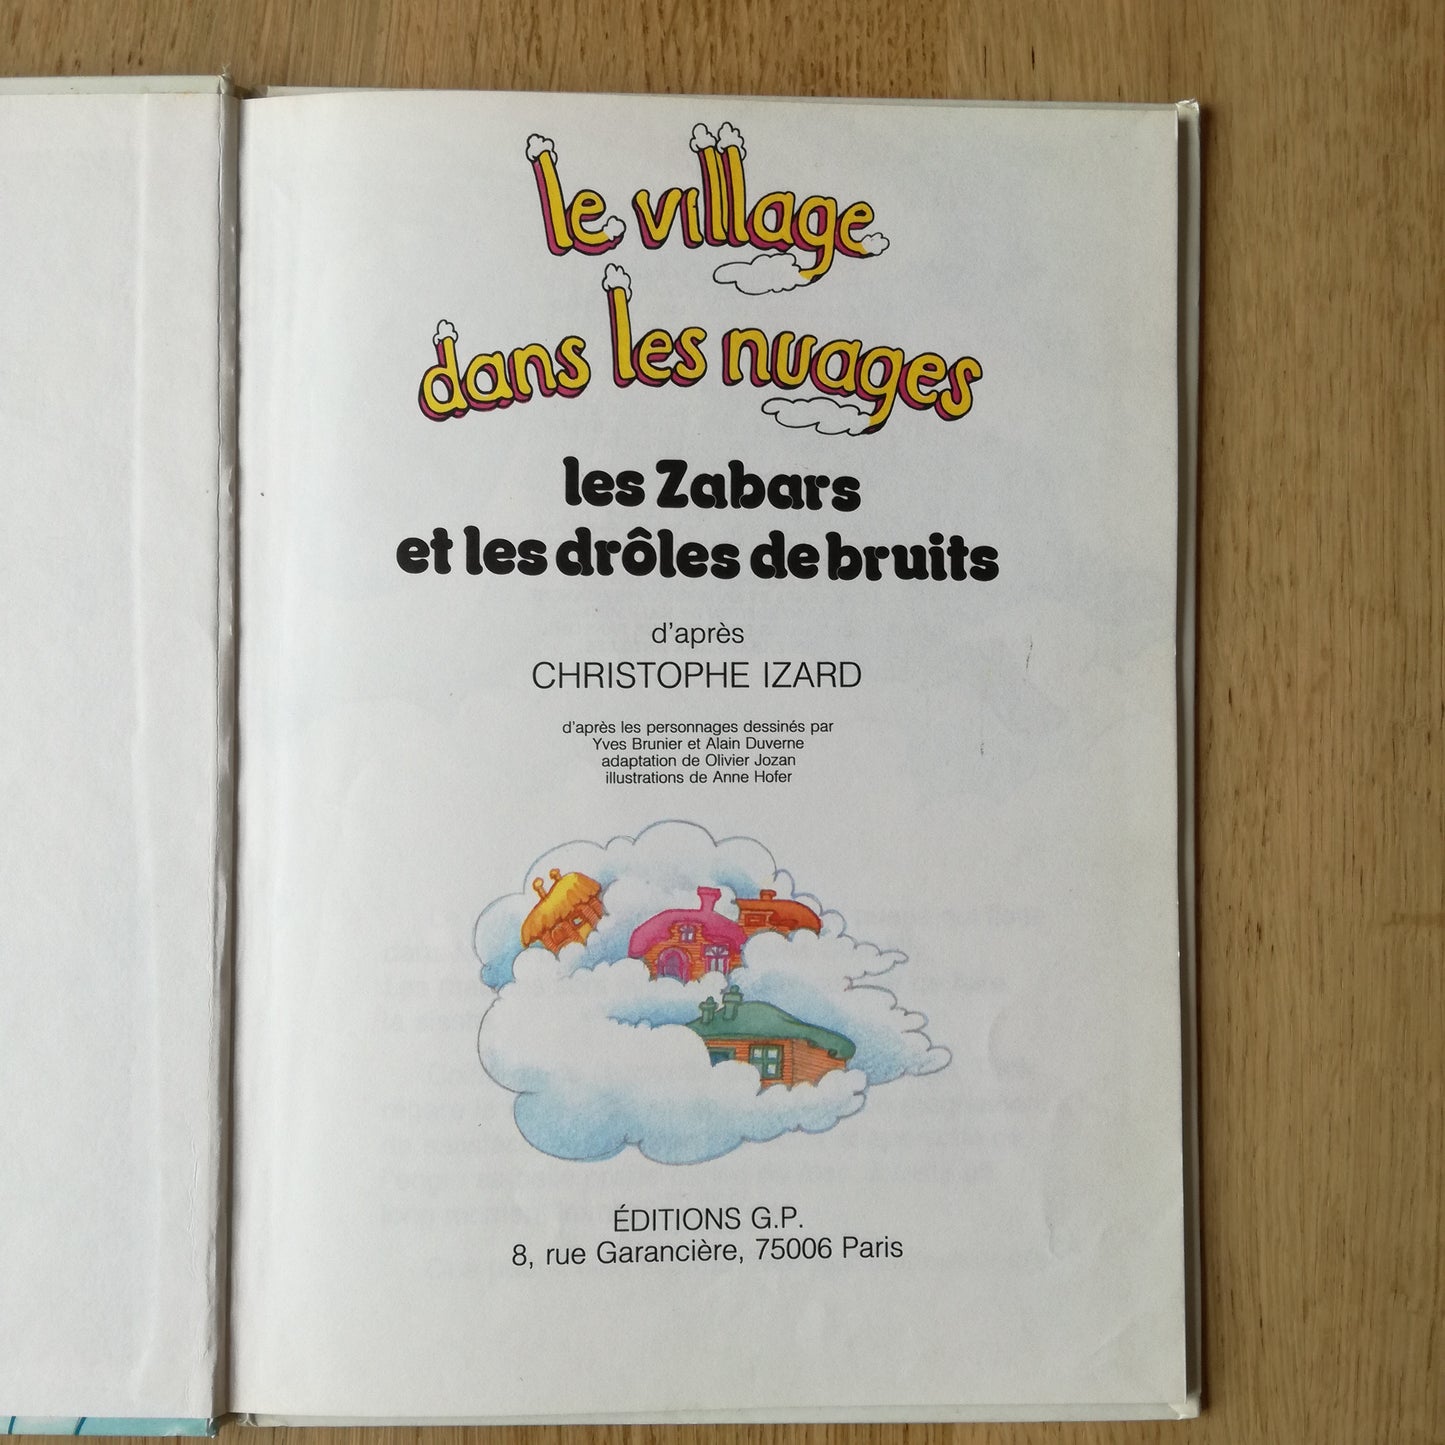 le village
dans les nuages
les Zabars
et les drôles de bruits
d'après
CHRISTOPHE IZARD
d'après les personnages dessinés par
Yves Brunier et Alain Duverne
adaptation de Olivier Jozan
illustrations de Anne Hofer
ÉDITIONS G.P.
8, rue Garancière, 75006 Paris